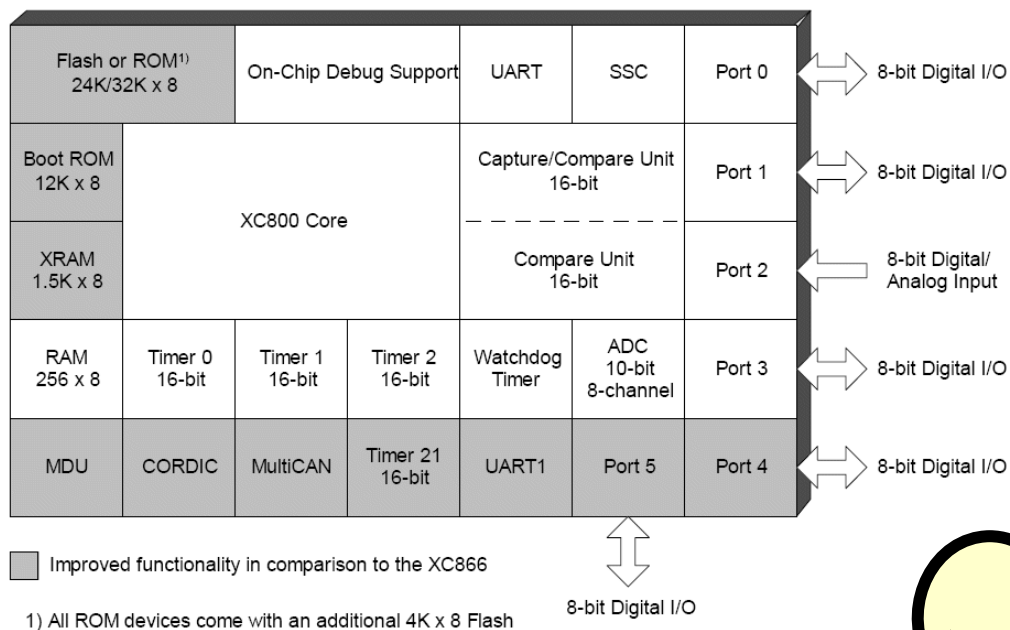 Flash or ROM1)
24K/32K x 8
On-Chip Debug Support
UART
SSC
Port 0
8-bit Digital I/O
Boot ROM
12K x 8
XC800 Core
Capture/Compare Unit
16-bit
Port 1
8-bit Digital I/O
XRAM
1.5K x 8
Compare Unit
16-bit
Port 2
8-bit Digital/
Analog Input
RAM
256 x 8
Timer 0
16-bit
Timer 1
16-bit
Timer 2
16-bit
Watchdog
Timer
ADC
10-bit
8-channel
Port 3
8-bit Digital I/O
MDU
CORDIC
MultiCAN
Timer 21
16-bit
UART1
Port 5
Port 4
8-bit Digital I/O
Improved functionality in comparison to the XC866
8-bit Digital I/O
1) All ROM devices come with an additional 4K x 8 Flash